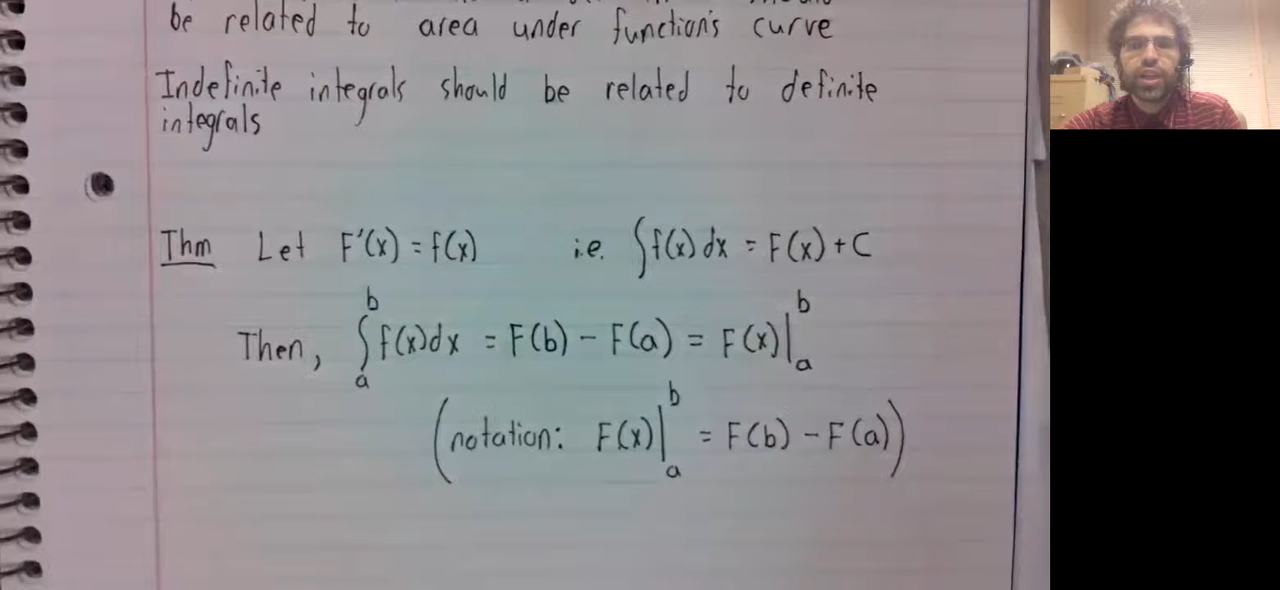 be related to area under function's curve
Indefinite integrals should be related to definite
integrals
Thm Let F'(x) = f(x) i.e. ∫f(x)dx = F(x)+C
Then, ∫_a^b f(x)dx = F(b) - F(a) = F(x)|_a^b
(notation: F(x)|_a^b = F(b) - F(a))